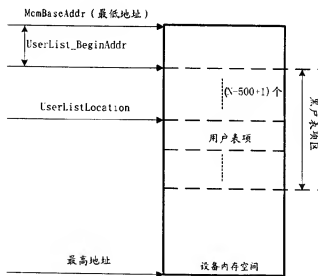 MemBaseAddr (最低地址)
UserList_BeginAddr
(N-500+1) 个
UserListLocation
用户表项
黑户表项区
最高地址
设备内存空间